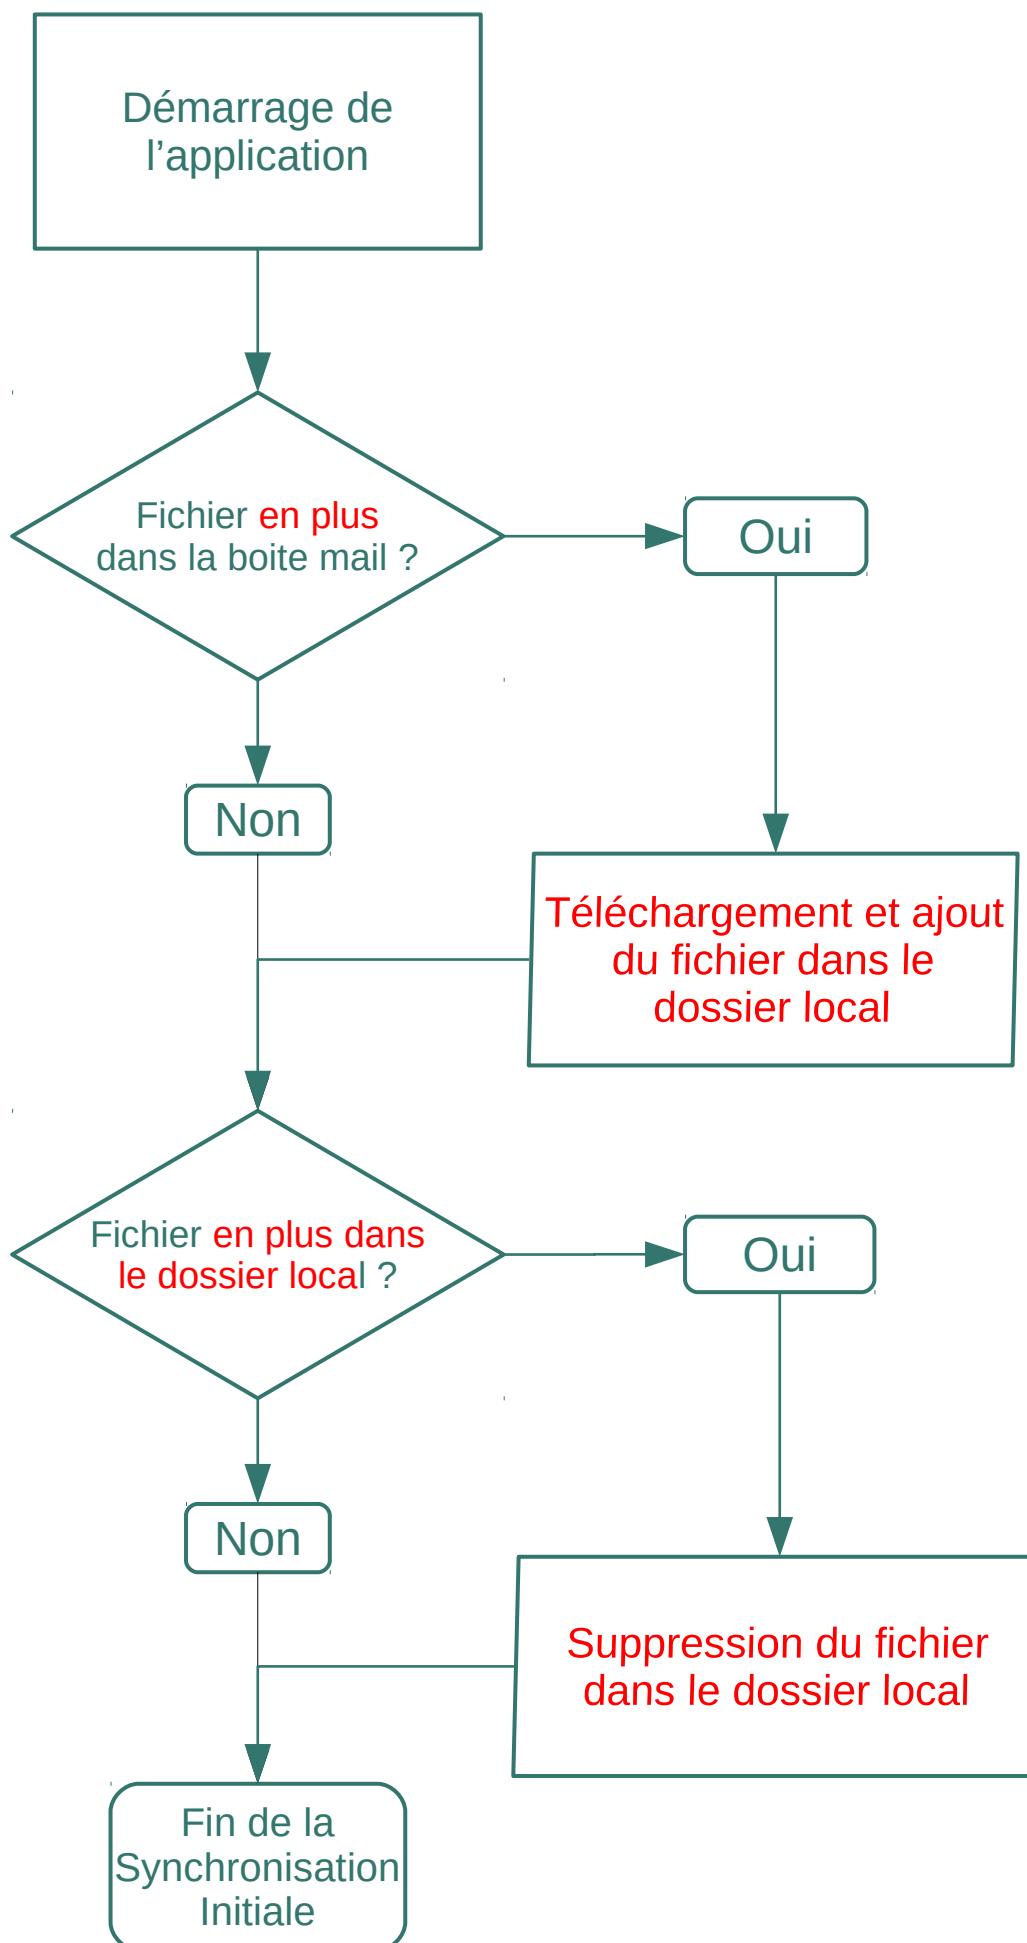 Démarrage de
l’application
Fichier en plus
dans la boite mail ?
Oui
Non
Téléchargement et ajout
du fichier dans le
dossier local
Fichier en plus dans
le dossier local ?
Oui
Non
Suppression du fichier
dans le dossier local
Fin de la
Synchronisation
Initiale